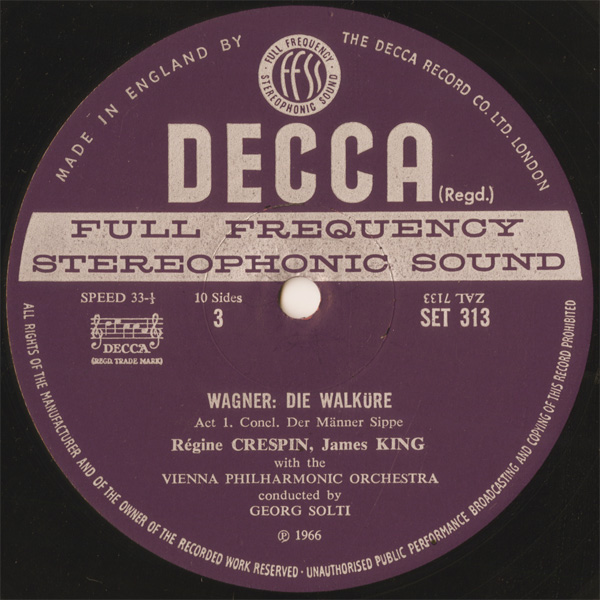 MADE IN ENGLAND BY
THE DECCA RECORD CO. LTD. LONDON
· FULL FREQUENCY ·
FFSS
STEREOPHONIC SOUND
DECCA (Regd.)
FULL FREQUENCY
STEREOPHONIC SOUND
SPEED 33-⅓
10 Sides
3
ZAL 7133
SET 313
DECCA
(REGD. TRADE MARK)
WAGNER: DIE WALKÜRE
Act 1. Concl. Der Männer Sippe
Régine CRESPIN, James KING
with the
VIENNA PHILHARMONIC ORCHESTRA
conducted by
GEORG SOLTI
℗ 1966
ALL RIGHTS OF THE MANUFACTURER AND OF THE OWNER OF THE RECORDED WORK RESERVED · UNAUTHORISED PUBLIC PERFORMANCE BROADCASTING AND COPYING OF THIS RECORD PROHIBITED